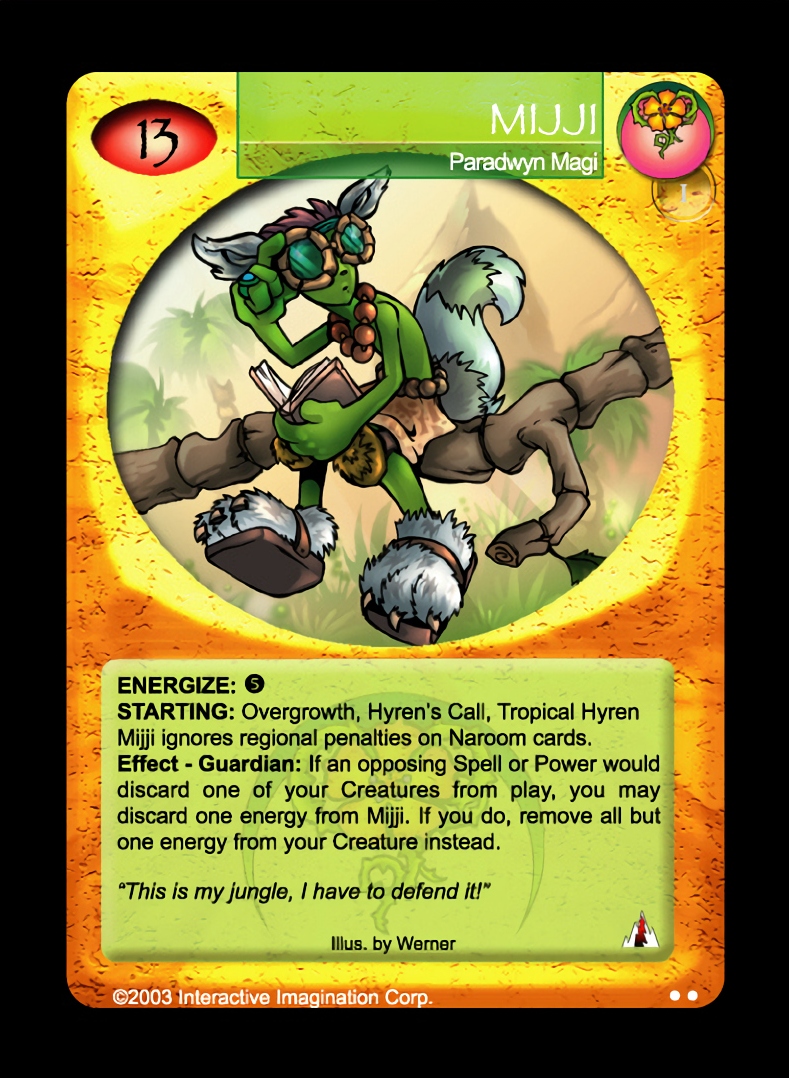 13
MIJJI
Paradwyn Magi
1
ENERGIZE: 5
STARTING: Overgrowth, Hyren's Call, Tropical Hyren
Mijji ignores regional penalties on Naroom cards.
Effect - Guardian: If an opposing Spell or Power would
discard one of your Creatures from play, you may
discard one energy from Mijji. If you do, remove all but
one energy from your Creature instead.
“This is my jungle, I have to defend it!”
Illus. by Werner
©2003 Interactive Imagination Corp.